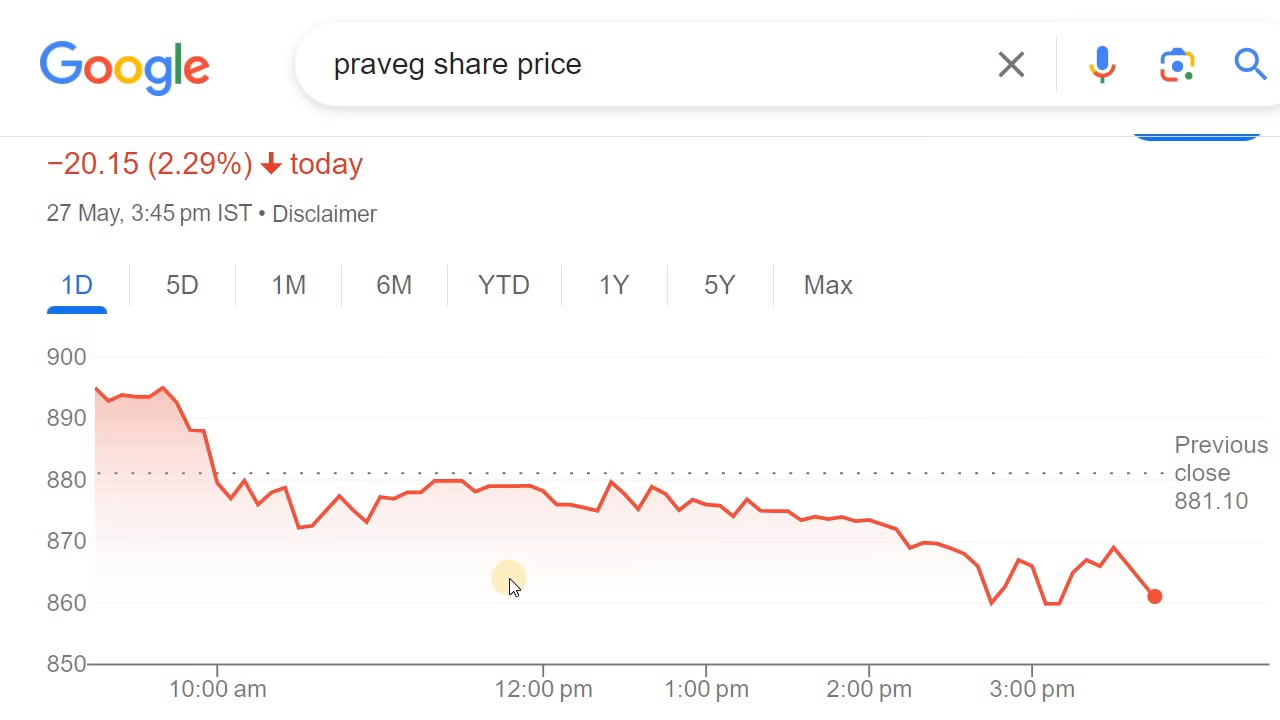 Google
praveg share price
−20.15 (2.29%) today
27 May, 3:45 pm IST • Disclaimer
1D 5D 1M 6M YTD 1Y 5Y Max
900
890
880
870
860
850
Previous
close
881.10
10:00 am 12:00 pm 1:00 pm 2:00 pm 3:00 pm